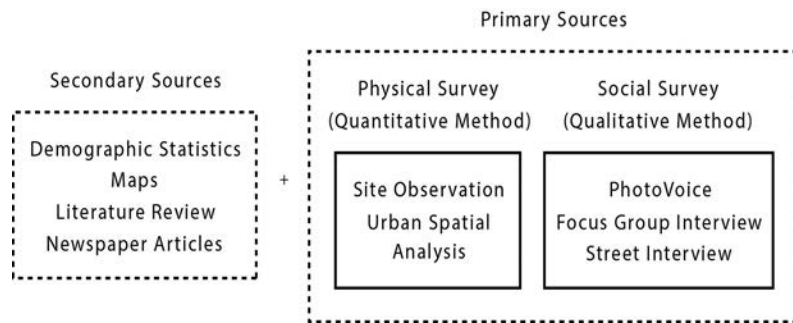 Primary Sources
Secondary Sources
Demographic Statistics
Maps
Literature Review
Newspaper Articles
+
Physical Survey
(Quantitative Method)
Site Observation
Urban Spatial
Analysis
Social Survey
(Qualitative Method)
PhotoVoice
Focus Group Interview
Street Interview